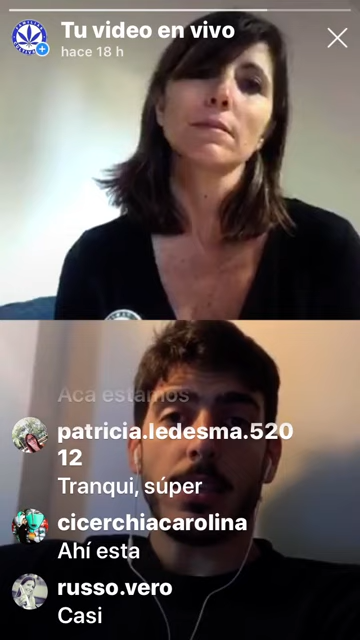 Tu video en vivo
hace 18 h
Aca estamos
patricia.ledesma.520
12
Tranqui, súper
cicerchiacarolina
Ahí esta
russo.vero
Casi